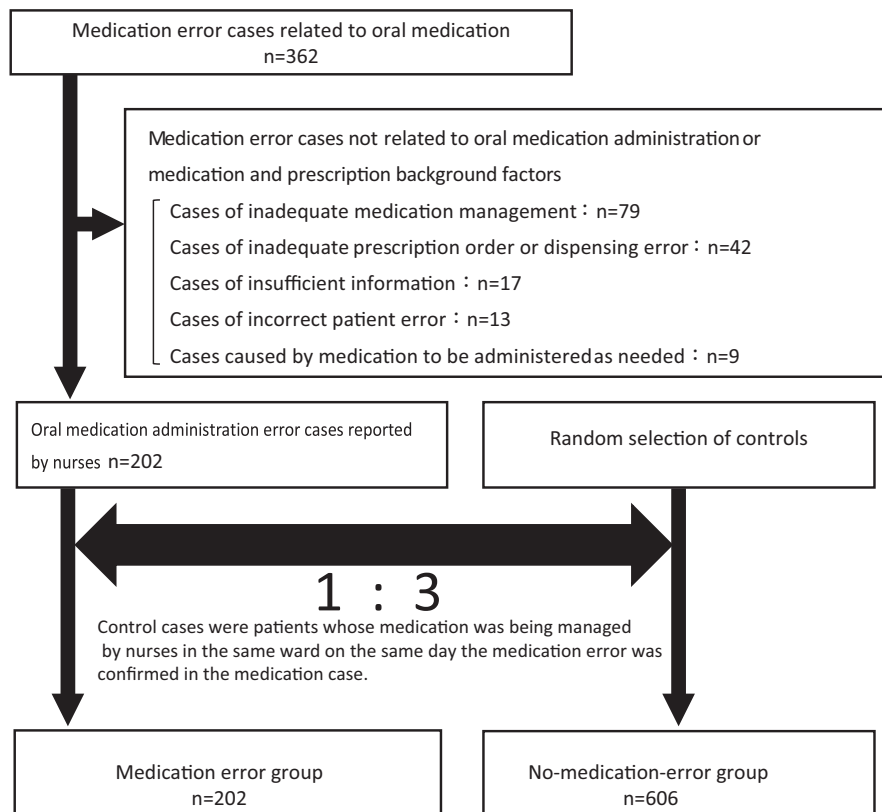 Medication error cases related to oral medication
n=362
Medication error cases not related to oral medication administration or
medication and prescription background factors
Cases of inadequate medication management：n=79
Cases of inadequate prescription order or dispensing error：n=42
Cases of insufficient information：n=17
Cases of incorrect patient error：n=13
Cases caused by medication to be administered as needed：n=9
Oral medication administration error cases reported
by nurses n=202
Random selection of controls
1 : 3
Control cases were patients whose medication was being managed
by nurses in the same ward on the same day the medication error was
confirmed in the medication case.
Medication error group
n=202
No-medication-error group
n=606